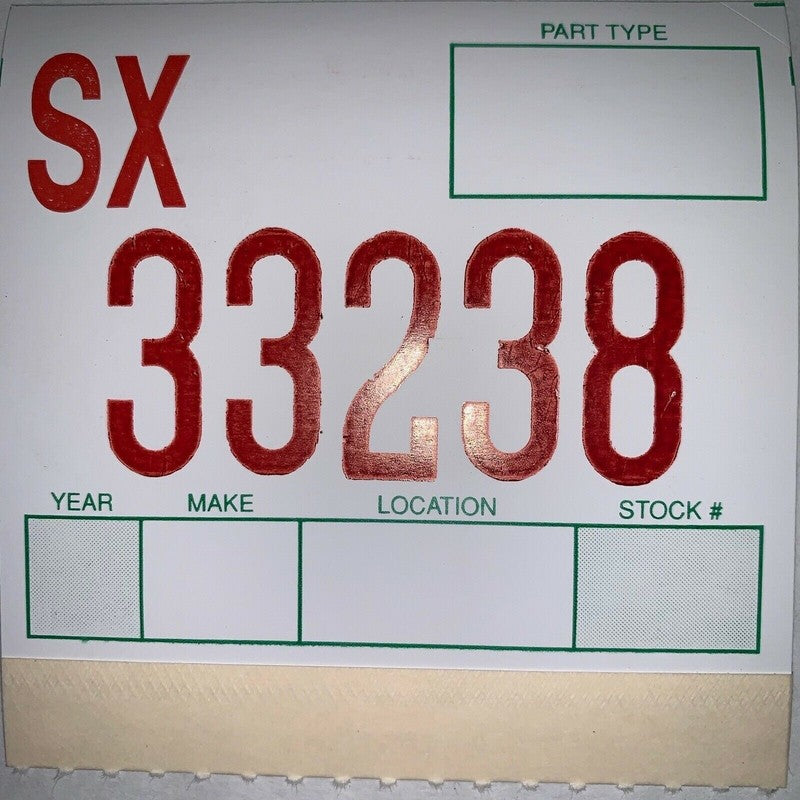 PART TYPE
SX
33238
YEAR MAKE LOCATION STOCK #